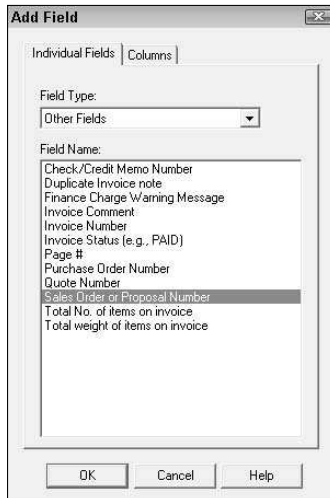 Add Field
Individual Fields Columns
Field Type:
Other Fields
Field Name:
Check/Credit Memo Number
Duplicate Invoice note
Finance Charge Warning Message
Invoice Comment
Invoice Number
Invoice Status (e.g., PAID)
Page #
Purchase Order Number
Quote Number
Sales Order or Proposal Number
Total No. of items on invoice
Total weight of items on invoice
OK Cancel Help